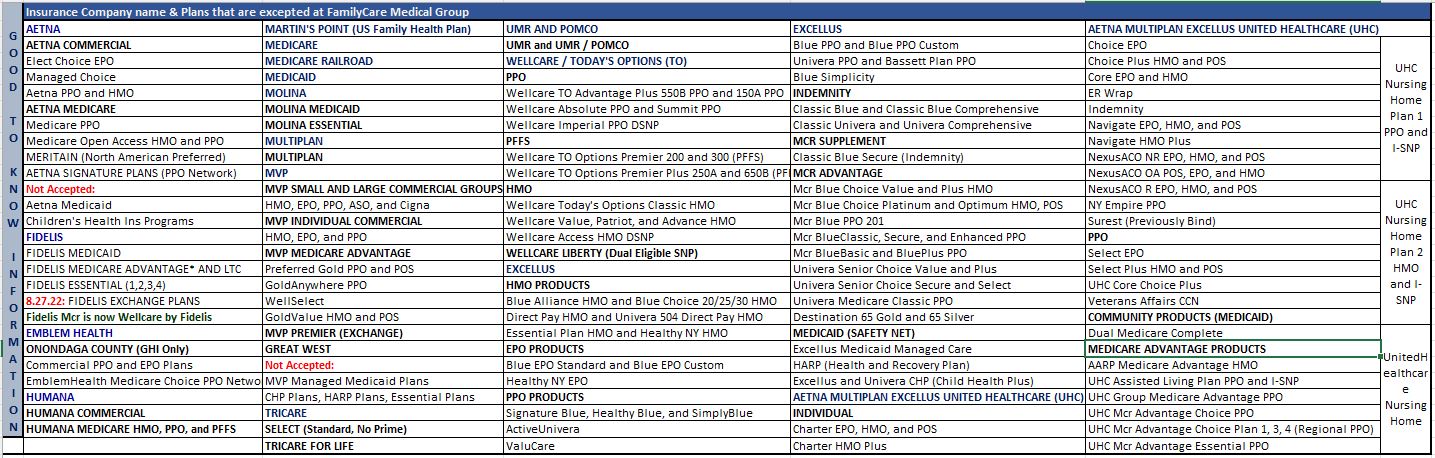 Insurance Company name & Plans that are excepted at FamilyCare Medical Group
GOOD TO KNOW INFORMATION
AETNA
AETNA COMMERCIAL
Elect Choice EPO
Managed Choice
Aetna PPO and HMO
AETNA MEDICARE
Medicare PPO
Medicare Open Access HMO and PPO
MERITAIN (North American Preferred)
AETNA SIGNATURE PLANS (PPO Network)
Not Accepted:
Aetna Medicaid
Children's Health Ins Programs
FIDELIS
FIDELIS MEDICAID
FIDELIS MEDICARE ADVANTAGE* AND LTC
FIDELIS ESSENTIAL (1,2,3,4)
8.27.22: FIDELIS EXCHANGE PLANS
Fidelis Mcr is now Wellcare by Fidelis
EMBLEM HEALTH
ONONDAGA COUNTY (GHI Only)
Commercial PPO and EPO Plans
EmblemHealth Medicare Choice PPO Netwo
HUMANA
HUMANA COMMERCIAL
HUMANA MEDICARE HMO, PPO, and PFFS
MARTIN'S POINT (US Family Health Plan)
MEDICARE
MEDICARE RAILROAD
MEDICAID
MOLINA
MOLINA MEDICAID
MOLINA ESSENTIAL
MULTIPLAN
MULTIPLAN
MVP
MVP SMALL AND LARGE COMMERCIAL GROUPS
HMO, EPO, PPO, ASO, and Cigna
MVP INDIVIDUAL COMMERCIAL
HMO, EPO, and PPO
MVP MEDICARE ADVANTAGE
Preferred Gold PPO and POS
GoldAnywhere PPO
WellSelect
GoldValue HMO and POS
MVP PREMIER (EXCHANGE)
GREAT WEST
Not Accepted:
MVP Managed Medicaid Plans
CHP Plans, HARP Plans, Essential Plans
TRICARE
SELECT (Standard, No Prime)
TRICARE FOR LIFE
UMR AND POMCO
UMR and UMR / POMCO
WELLCARE / TODAY'S OPTIONS (TO)
PPO
Wellcare TO Advantage Plus 550B PPO and 150A PPO
Wellcare Absolute PPO and Summit PPO
Wellcare Imperial PPO DSNP
PFFS
Wellcare TO Options Premier 200 and 300 (PFFS)
Wellcare TO Options Premier Plus 250A and 650B (PF
HMO
Wellcare Today's Options Classic HMO
Wellcare Value, Patriot, and Advance HMO
Wellcare Access HMO DSNP
WELLCARE LIBERTY (Dual Eligible SNP)
EXCELLUS
HMO PRODUCTS
Blue Alliance HMO and Blue Choice 20/25/30 HMO
Direct Pay HMO and Univera 504 Direct Pay HMO
Essential Plan HMO and Healthy NY HMO
EPO PRODUCTS
Blue EPO Standard and Blue EPO Custom
Healthy NY EPO
PPO PRODUCTS
Signature Blue, Healthy Blue, and SimplyBlue
ActiveUnivera
ValuCare
EXCELLUS
Blue PPO and Blue PPO Custom
Univera PPO and Bassett Plan PPO
Blue Simplicity
INDEMNITY
Classic Blue and Classic Blue Comprehensive
Classic Univera and Univera Comprehensive
MCR SUPPLEMENT
Classic Blue Secure (Indemnity)
MCR ADVANTAGE
Mcr Blue Choice Value and Plus HMO
Mcr Blue Choice Platinum and Optimum HMO, POS
Mcr Blue PPO 201
Mcr BlueClassic, Secure, and Enhanced PPO
Mcr BlueBasic and BluePlus PPO
Univera Senior Choice Value and Plus
Univera Senior Choice Secure and Select
Univera Medicare Classic PPO
Destination 65 Gold and 65 Silver
MEDICAID (SAFETY NET)
Excellus Medicaid Managed Care
HARP (Health and Recovery Plan)
Excellus and Univera CHP (Child Health Plus)
AETNA MULTIPLAN EXCELLUS UNITED HEALTHCARE (UHC)
INDIVIDUAL
Charter EPO, HMO, and POS
Charter HMO Plus
AETNA MULTIPLAN EXCELLUS UNITED HEALTHCARE (UHC)
Choice EPO
Choice Plus HMO and POS
Core EPO and HMO
ER Wrap
Indemnity
Navigate EPO, HMO, and POS
Navigate HMO Plus
NexusACO NR EPO, HMO, and POS
NexusACO OA POS, EPO, and HMO
NexusACO R EPO, HMO, and POS
NY Empire PPO
Surest (Previously Bind)
PPO
Select EPO
Select Plus HMO and POS
UHC Core Choice Plus
Veterans Affairs CCN
COMMUNITY PRODUCTS (MEDICAID)
Dual Medicare Complete
MEDICARE ADVANTAGE PRODUCTS
AARP Medicare Advantage HMO
UHC Assisted Living Plan PPO and I-SNP
UHC Group Medicare Advantage PPO
UHC Mcr Advantage Choice PPO
UHC Mcr Advantage Choice Plan 1, 3, 4 (Regional PPO)
UHC Mcr Advantage Essential PPO
UHC
Nursing
Home
Plan 1
PPO and
I-SNP
UHC
Nursing
Home
Plan 2
HMO
and I-
SNP
UnitedH
ealthcar
e
Nursing
Home